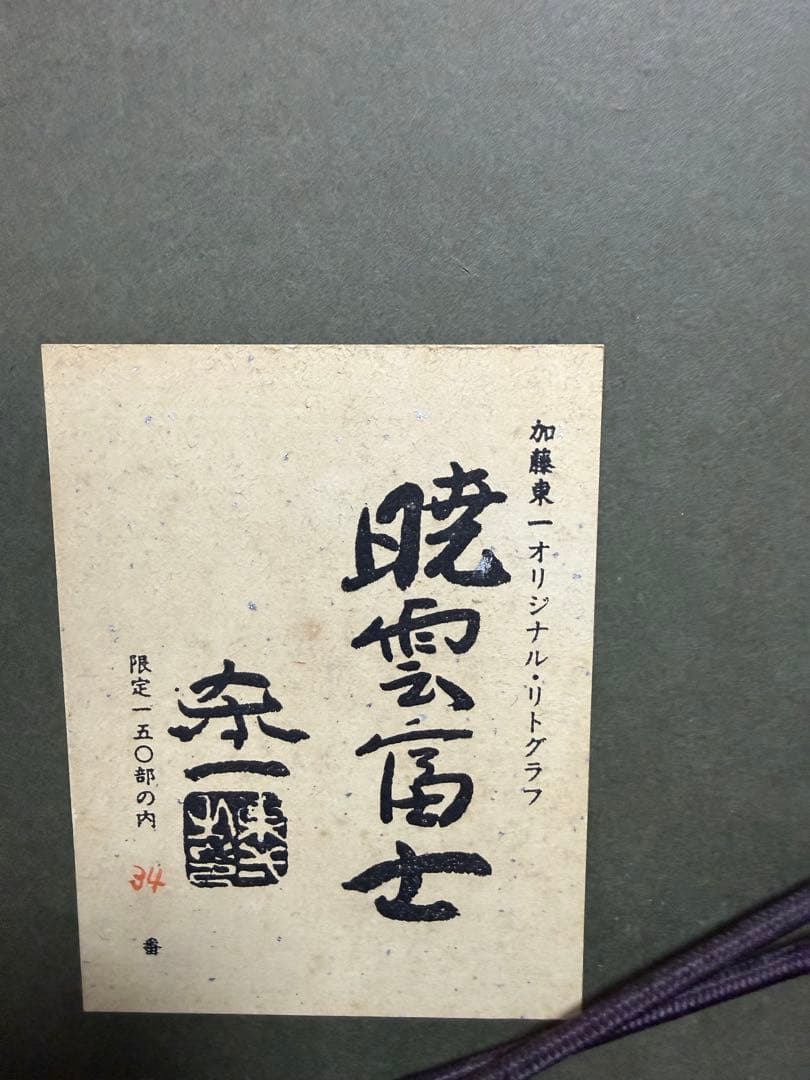 加藤東一オリジナル・リトグラフ
暁雲富士
東一
限定一五〇部の内
34
番